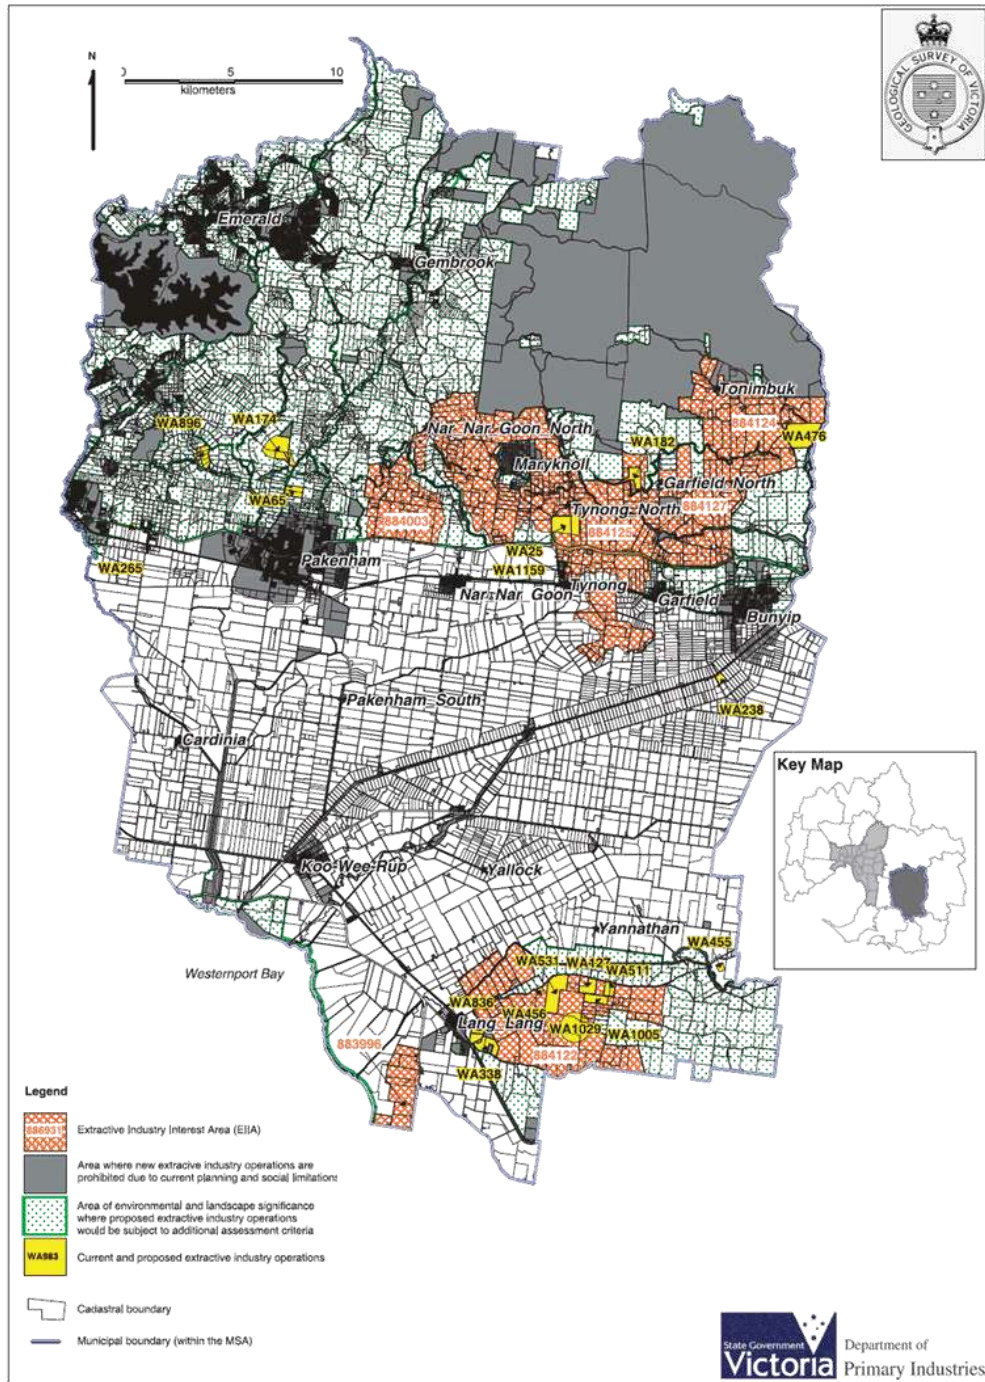 N
0 5 10
kilometers
GEOLOGICAL SURVEY OF VICTORIA
Emerald
Gembrook
Tonimbuk
WA896
WA174
Nar Nar Goon North
WA182
884124
WA476
Maryknoll
Garfield North
WA65
884003
Tynong North
884127
884125
WA265
Pakenham
WA25
WA1159
Nar Nar Goon
Tynong
Garfield
Bunyip
Pakenham South
WA238
Cardinia
Key Map
Koo-Wee-Rup
Yallock
Yannathan
WA455
Westernport Bay
WA531
WA127
WA511
WA836
WA456
Lang Lang
WA1029
WA1005
883996
884122
WA338
Legend
886931
Extractive Industry Interest Area (EIIA)
Area where new extracive industry operations are
prohibited due to current planning and social limitations
Area of environmental and landscape significance
where proposed extractive industry operations
would be subject to additional assessment criteria
WA983
Current and proposed extractive industry operations
Cadastral boundary
Municipal boundary (within the MSA)
State Government
Victoria
Department of
Primary Industries